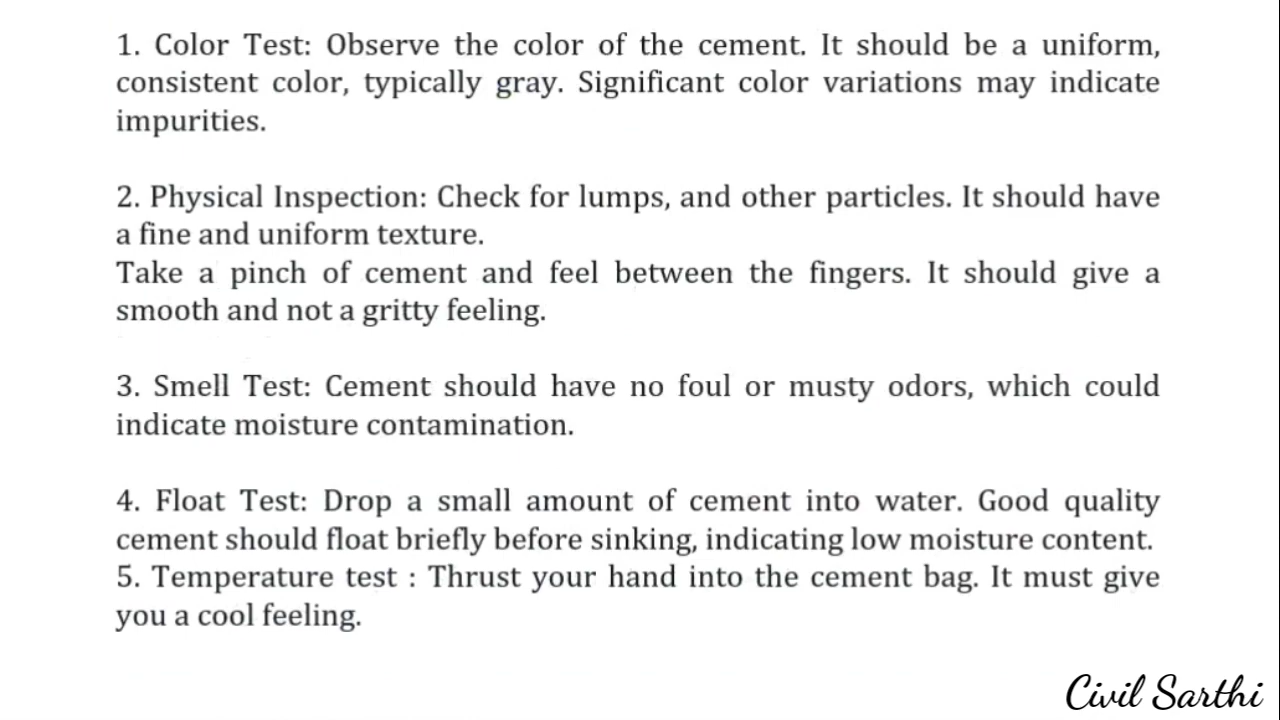 1. Color Test: Observe the color of the cement. It should be a uniform,
consistent color, typically gray. Significant color variations may indicate
impurities.
2. Physical Inspection: Check for lumps, and other particles. It should have
a fine and uniform texture.
Take a pinch of cement and feel between the fingers. It should give a
smooth and not a gritty feeling.
3. Smell Test: Cement should have no foul or musty odors, which could
indicate moisture contamination.
4. Float Test: Drop a small amount of cement into water. Good quality
cement should float briefly before sinking, indicating low moisture content.
5. Temperature test : Thrust your hand into the cement bag. It must give
you a cool feeling.
Civil Sarthi